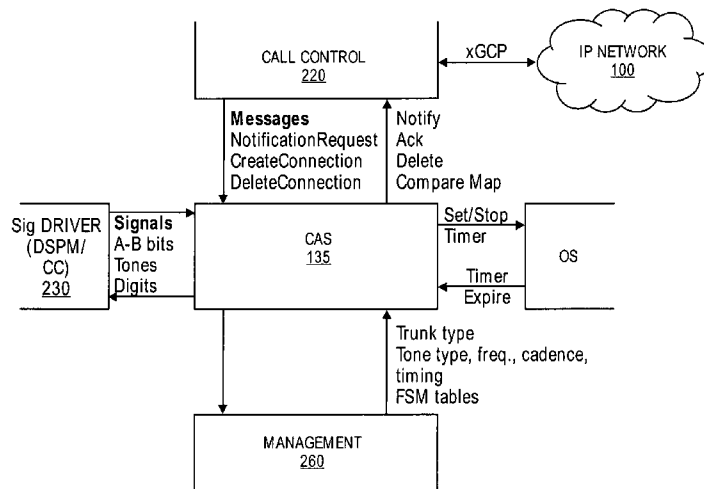 CALL CONTROL
220
xGCP
IP NETWORK
100
Messages
NotificationRequest
CreateConnection
DeleteConnection
Notify
Ack
Delete
Compare Map
Sig DRIVER
(DSPM/
CC)
230
Signals
A-B bits
Tones
Digits
CAS
135
Set/Stop
Timer
Timer
Expire
OS
Trunk type
Tone type, freq., cadence,
timing
FSM tables
MANAGEMENT
260